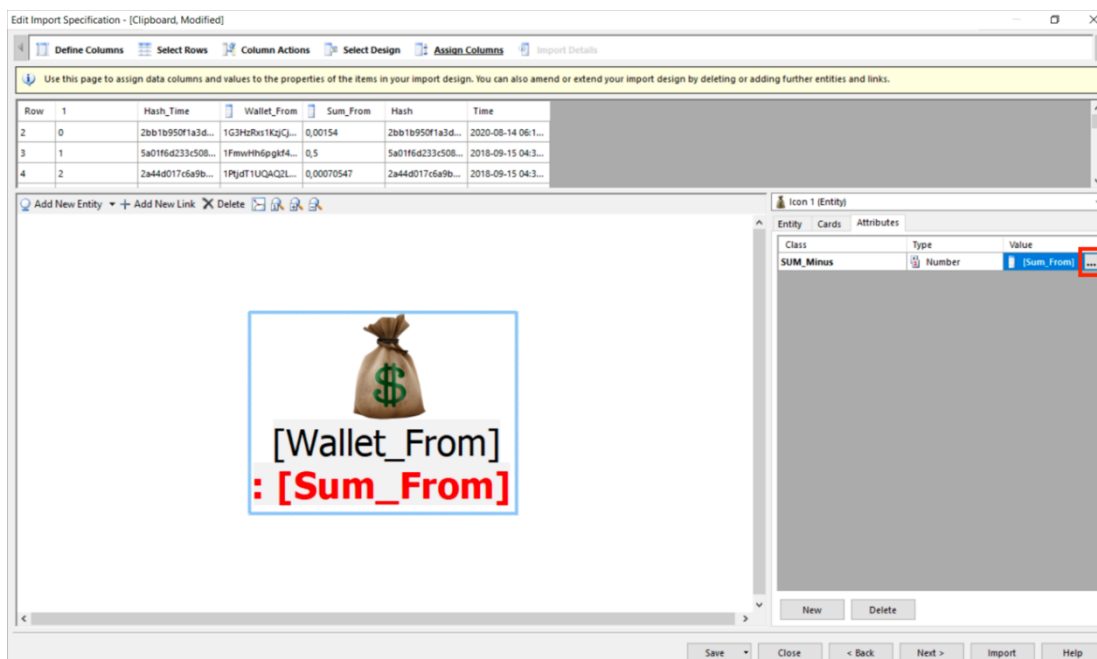 Edit Import Specification - [Clipboard, Modified]
Define Columns Select Rows Column Actions Select Design Assign Columns Import Details
Use this page to assign data columns and values to the properties of the items in your import design. You can also amend or extend your import design by deleting or adding further entities and links.
Row 1 Hash_Time Wallet_From Sum_From Hash Time
2 0 2bb1b950f1a3d... 1G3HzRxs1KzjCj... 0,00154 2bb1b950f1a3d... 2020-08-14 06:1...
3 1 5a01f6d233c508... 1FmwHh6pgkf4... 0,5 5a01f6d233c508... 2018-09-15 04:3...
4 2 2a44d017c6a9b... 1PtjdT1UQAQ2L... 0,00070547 2a44d017c6a9b... 2018-09-15 04:3...
Add New Entity Add New Link Delete
Icon 1 (Entity)
Entity Cards Attributes
Class Type Value
SUM_Minus Number [Sum_From] ...
$
[Wallet_From]
: [Sum_From]
New Delete
Save Close < Back Next > Import Help